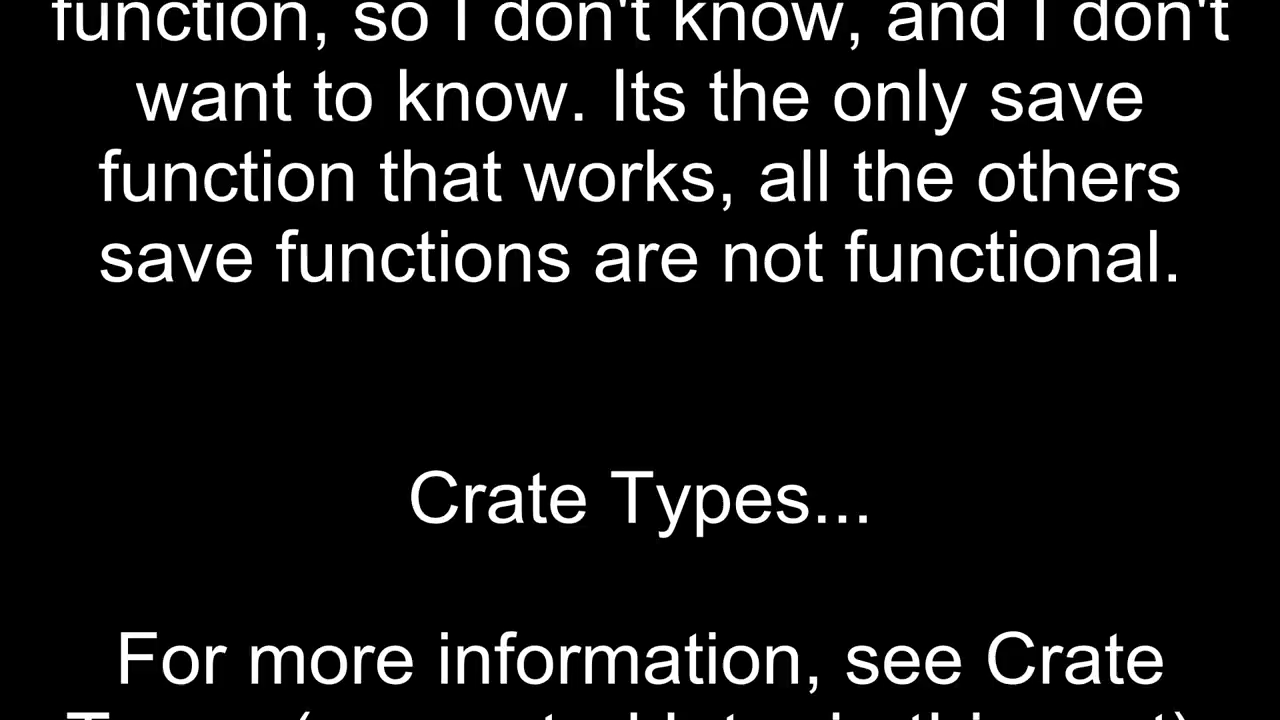 function, so I don't know, and I don't
want to know. Its the only save
function that works, all the others
save functions are not functional.
Crate Types...
For more information, see Crate